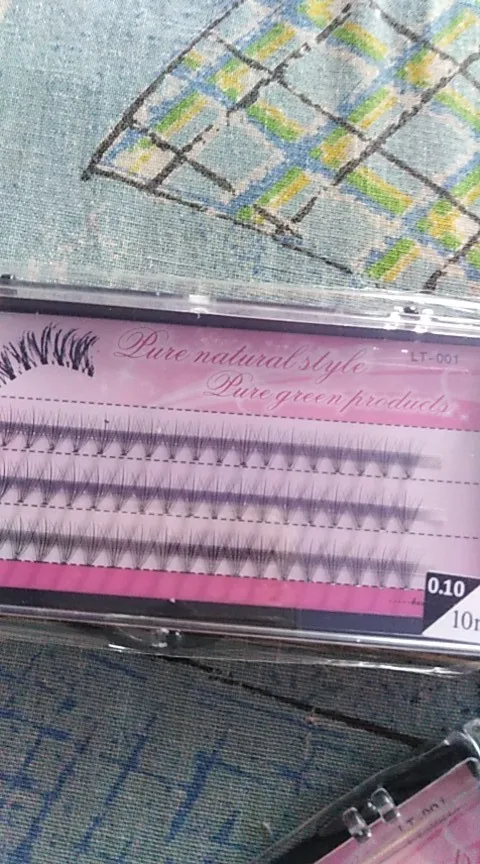 Pure natural style
LT-001
Pure green products
0.10